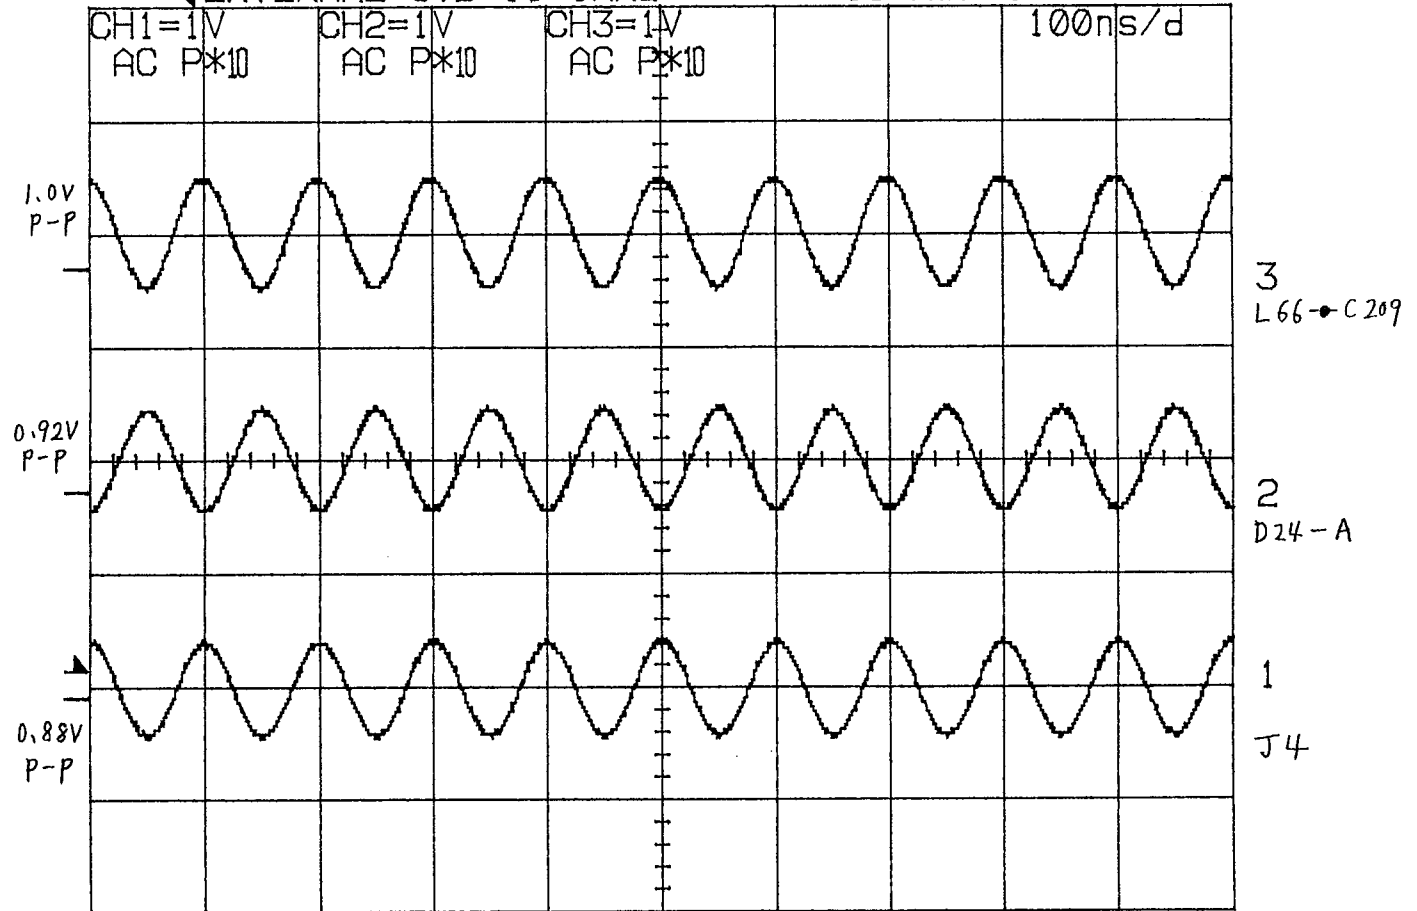 CH1=1V CH2=1V CH3=1V 100ns/d
AC P*10 AC P*10 AC P*10
1.0V
P-P
3
L66 C209
0.92V
P-P
2
D24-A
1
0.88V
P-P
J4